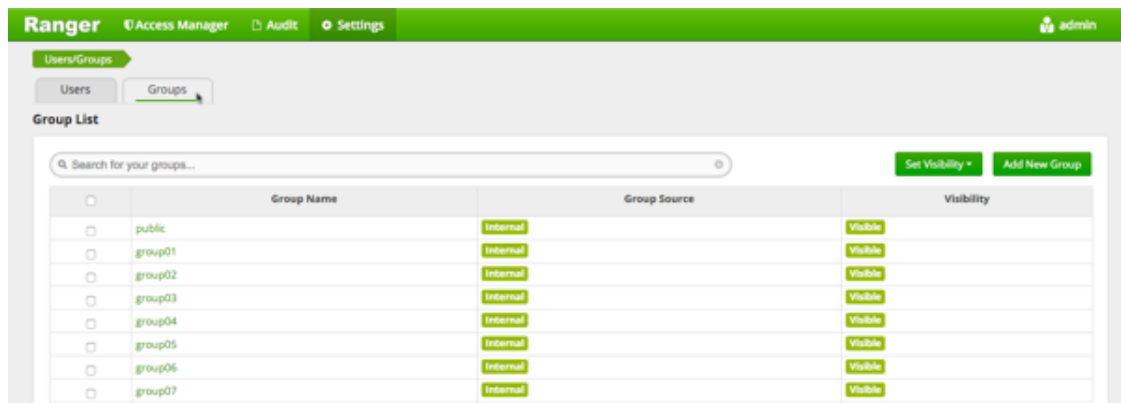 Ranger Access Manager Audit Settings admin
Users/Groups
Users Groups
Group List
Search for your groups... Set Visibility Add New Group
Group Name Group Source Visibility
public Internal Visible
group01 Internal Visible
group02 Internal Visible
group03 Internal Visible
group04 Internal Visible
group05 Internal Visible
group06 Internal Visible
group07 Internal Visible